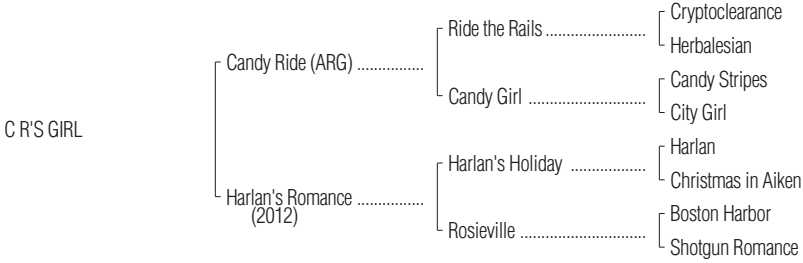 Cryptoclearance
Ride the Rails ........................
Herbalesian
Candy Ride (ARG) ................
Candy Stripes
Candy Girl ............................
City Girl
C R'S GIRL
Harlan
Harlan's Holiday ..................
Christmas in Aiken
Harlan's Romance ................
(2012)
Boston Harbor
Rosieville ..............................
Shotgun Romance